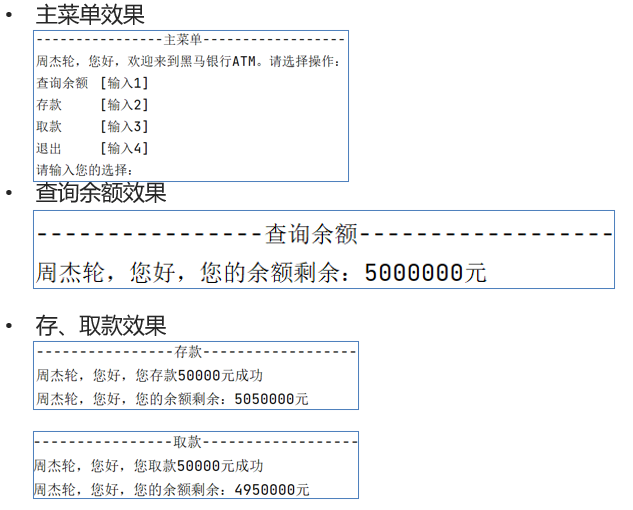 • 主菜单效果
----------------主菜单------------------
周杰轮，您好，欢迎来到黑马银行ATM。请选择操作：
查询余额 [输入1]
存款 [输入2]
取款 [输入3]
退出 [输入4]
请输入您的选择：
• 查询余额效果
----------------查询余额------------------
周杰轮，您好，您的余额剩余：5000000元
• 存、取款效果
----------------存款------------------
周杰轮，您好，您存款50000元成功
周杰轮，您好，您的余额剩余：5050000元
----------------取款------------------
周杰轮，您好，您取款50000元成功
周杰轮，您好，您的余额剩余：4950000元